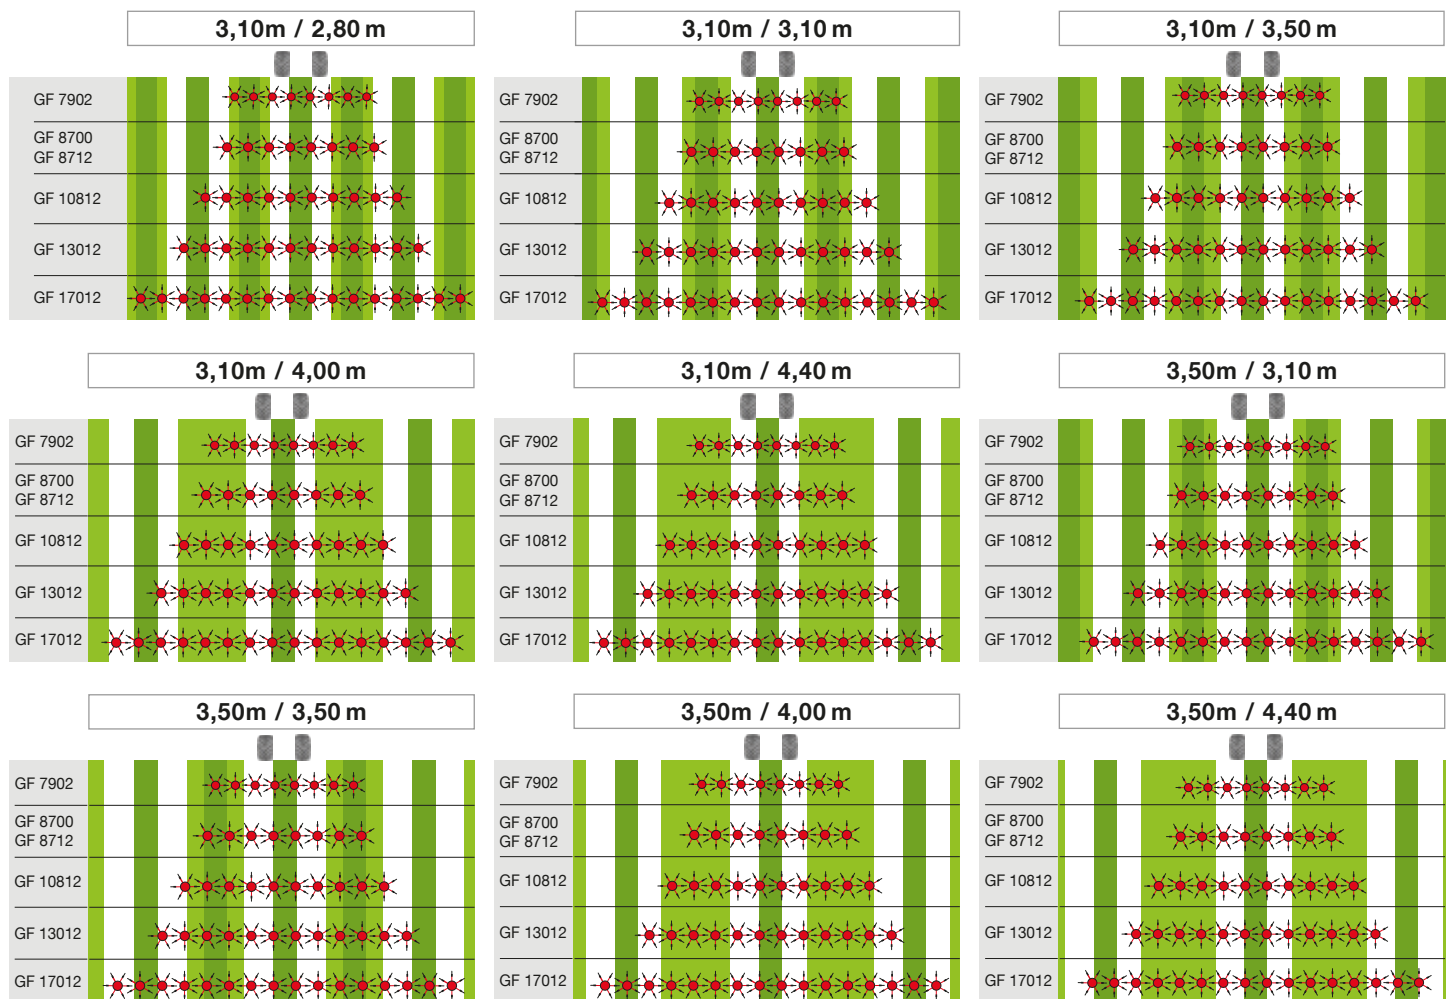 3,10m / 2,80 m
GF 7902
GF 8700
GF 8712
GF 10812
GF 13012
GF 17012
3,10m / 3,10 m
GF 7902
GF 8700
GF 8712
GF 10812
GF 13012
GF 17012
3,10m / 3,50 m
GF 7902
GF 8700
GF 8712
GF 10812
GF 13012
GF 17012
3,10m / 4,00 m
GF 7902
GF 8700
GF 8712
GF 10812
GF 13012
GF 17012
3,10m / 4,40 m
GF 7902
GF 8700
GF 8712
GF 10812
GF 13012
GF 17012
3,50m / 3,10 m
GF 7902
GF 8700
GF 8712
GF 10812
GF 13012
GF 17012
3,50m / 3,50 m
GF 7902
GF 8700
GF 8712
GF 10812
GF 13012
GF 17012
3,50m / 4,00 m
GF 7902
GF 8700
GF 8712
GF 10812
GF 13012
GF 17012
3,50m / 4,40 m
GF 7902
GF 8700
GF 8712
GF 10812
GF 13012
GF 17012